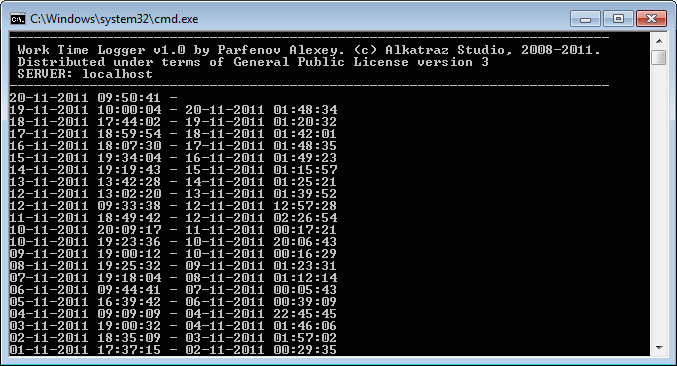 C:\Windows\system32\cmd.exe
Work Time Logger v1.0 by Parfenov Alexey. (c) Alkatraz Studio, 2008-2011.
Distributed under terms of General Public License version 3
SERVER: localhost
20-11-2011 09:50:41 -
19-11-2011 10:00:04 - 20-11-2011 01:48:34
18-11-2011 17:44:02 - 19-11-2011 01:20:32
17-11-2011 18:59:54 - 18-11-2011 01:42:01
16-11-2011 18:07:30 - 17-11-2011 01:48:35
15-11-2011 19:34:04 - 16-11-2011 01:49:23
14-11-2011 19:19:43 - 15-11-2011 01:15:57
13-11-2011 13:42:28 - 14-11-2011 01:25:21
12-11-2011 13:02:20 - 13-11-2011 01:39:52
12-11-2011 09:33:38 - 12-11-2011 12:57:28
11-11-2011 18:49:42 - 12-11-2011 02:26:54
10-11-2011 20:09:17 - 11-11-2011 00:17:21
10-11-2011 19:23:36 - 10-11-2011 20:06:43
09-11-2011 19:00:12 - 10-11-2011 00:16:29
08-11-2011 19:25:32 - 09-11-2011 01:23:31
07-11-2011 19:18:04 - 08-11-2011 01:12:14
06-11-2011 09:44:41 - 07-11-2011 00:05:43
05-11-2011 16:39:42 - 06-11-2011 00:39:09
04-11-2011 09:09:09 - 04-11-2011 22:45:45
03-11-2011 19:00:32 - 04-11-2011 01:46:06
02-11-2011 18:35:09 - 03-11-2011 01:57:02
01-11-2011 17:37:15 - 02-11-2011 00:29:35